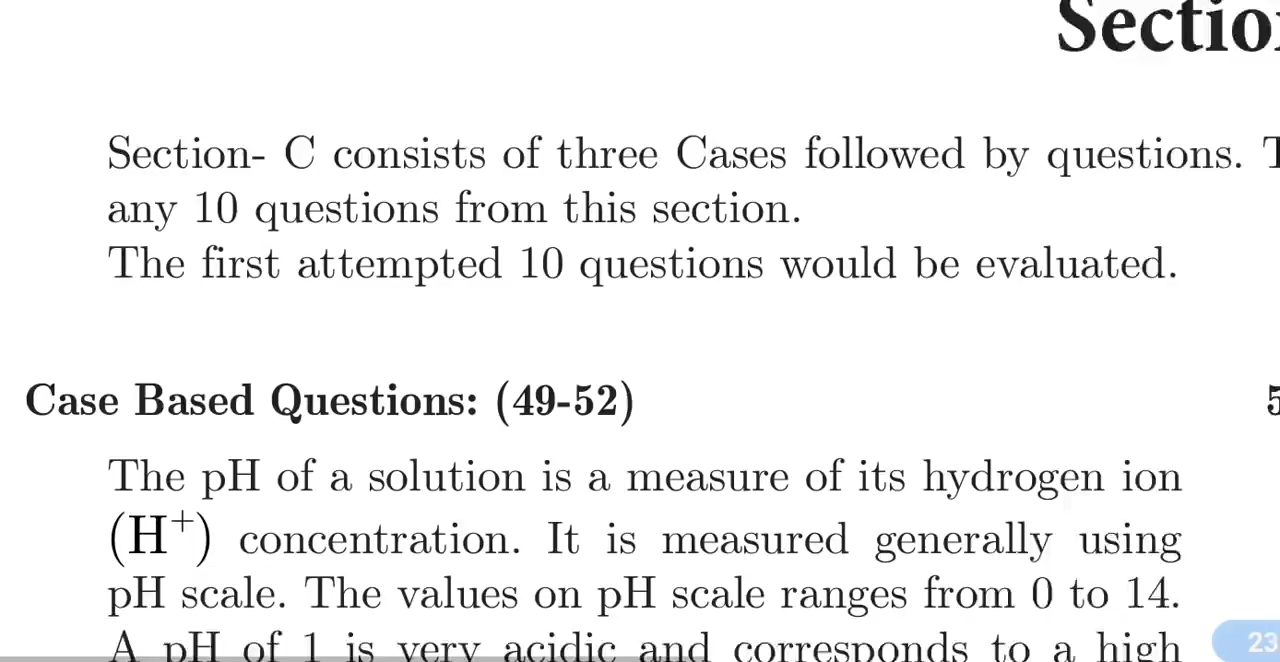 Section
Section- C consists of three Cases followed by questions.
any 10 questions from this section.
The first attempted 10 questions would be evaluated.
Case Based Questions: (49-52)
The pH of a solution is a measure of its hydrogen ion
(H⁺) concentration. It is measured generally using
pH scale. The values on pH scale ranges from 0 to 14.
A pH of 1 is very acidic and corresponds to a high
23